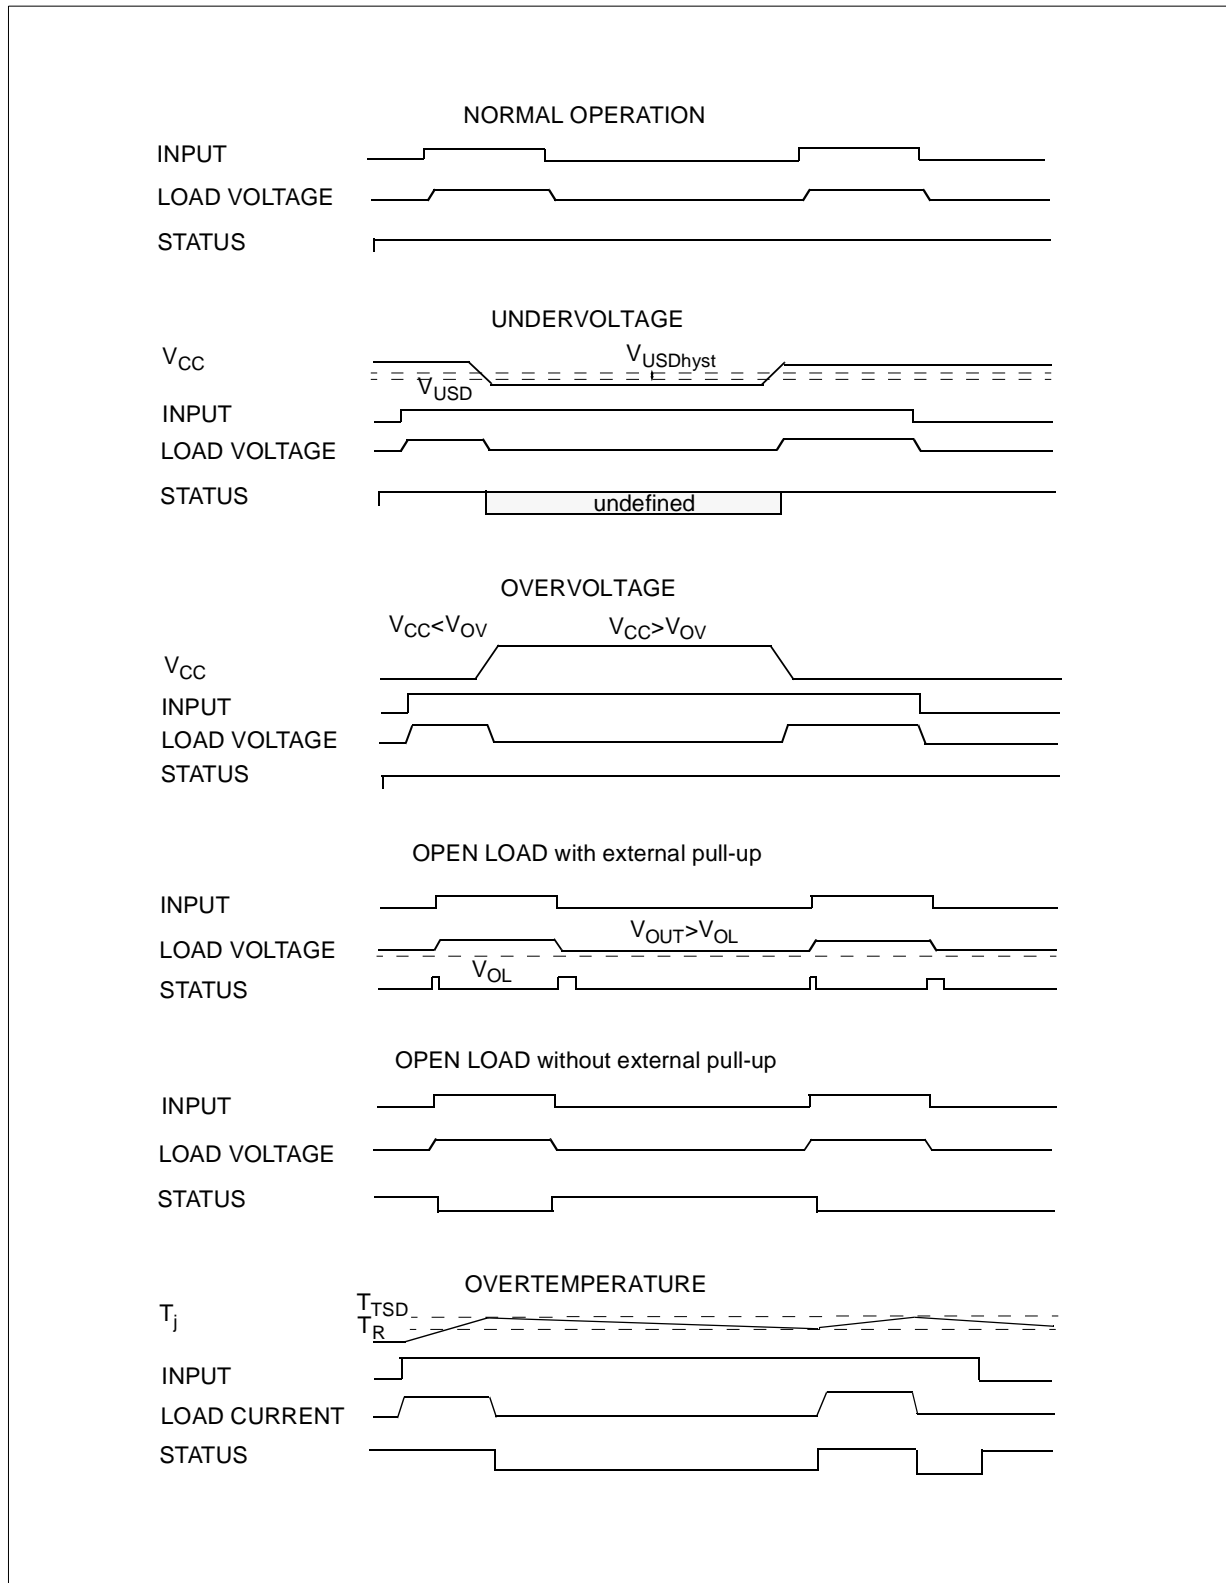 NORMAL OPERATION
INPUT
LOAD VOLTAGE
STATUS
UNDERVOLTAGE
VCC
VUSDhyst
VUSD
INPUT
LOAD VOLTAGE
STATUS
undefined
OVERVOLTAGE
VCC<VOV
VCC>VOV
VCC
INPUT
LOAD VOLTAGE
STATUS
OPEN LOAD with external pull-up
INPUT
VOUT>VOL
LOAD VOLTAGE
VOL
STATUS
OPEN LOAD without external pull-up
INPUT
LOAD VOLTAGE
STATUS
OVERTEMPERATURE
Tj
TTSD
TR
INPUT
LOAD CURRENT
STATUS